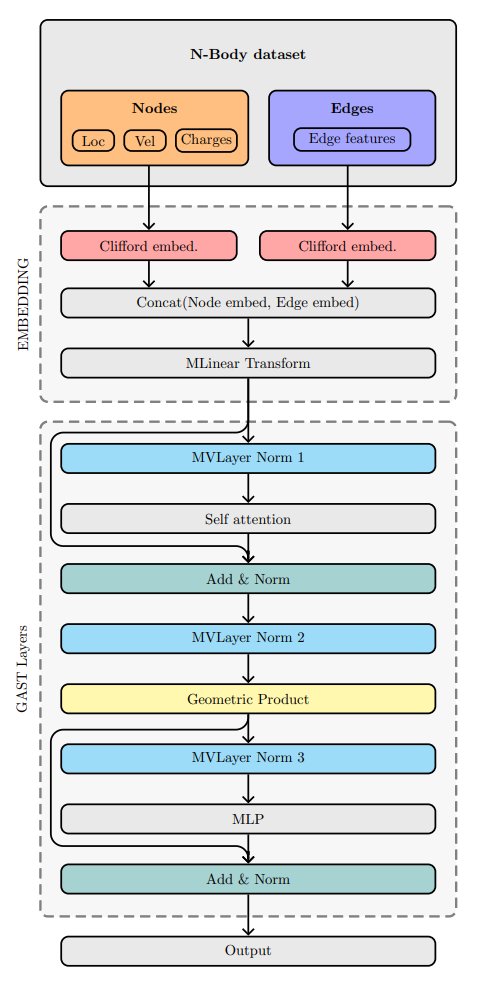 N-Body dataset
Nodes
Edges
Loc
Vel
Charges
Edge features
EMBEDDING
Clifford embed.
Clifford embed.
Concat(Node embed, Edge embed)
MLinear Transform
GAST Layers
MVLayer Norm 1
Self attention
Add & Norm
MVLayer Norm 2
Geometric Product
MVLayer Norm 3
MLP
Add & Norm
Output